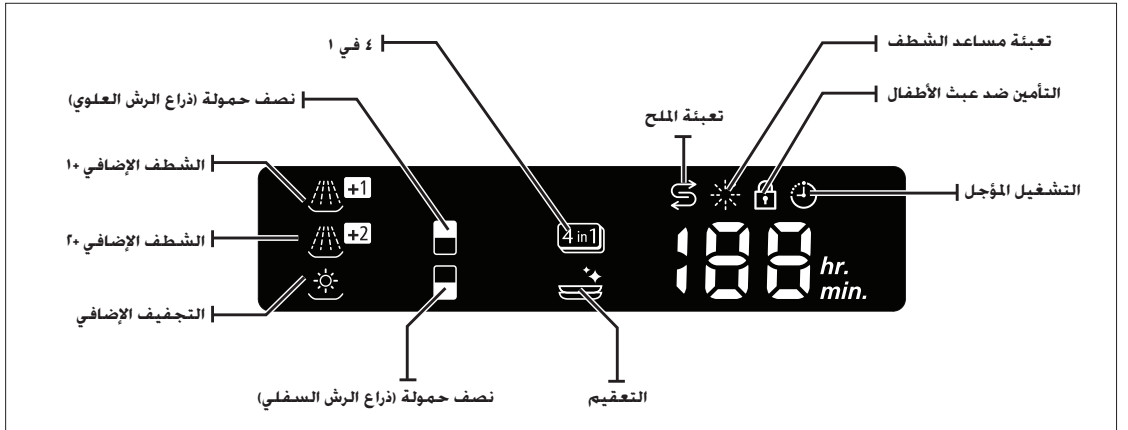 تعبئة مساعد الشطف
٤ في ١
التأمين ضد عبث الأطفال
نصف حمولة (ذراع الرش العلوي)
تعبئة الملح
الشطف الإضافي +١
التشغيل المؤجل
+1
الشطف الإضافي +٢
+2
4 in 1
188
hr.
min.
التجفيف الإضافي
التعقيم
نصف حمولة (ذراع الرش السفلي)